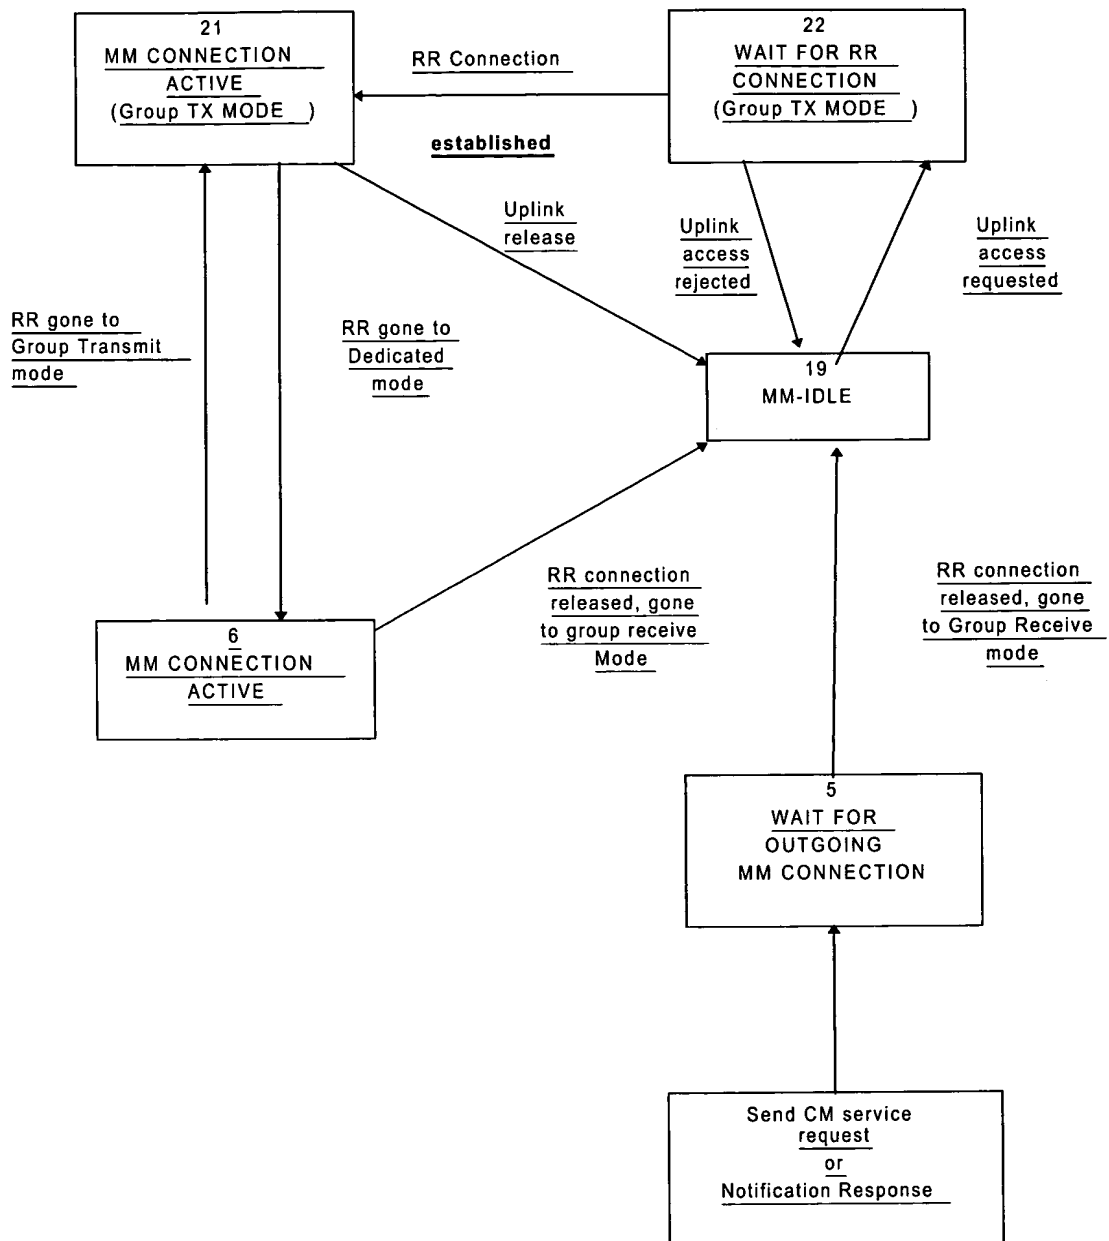 21
MM CONNECTION
ACTIVE
(Group TX MODE )
22
WAIT FOR RR
CONNECTION
(Group TX MODE )
RR Connection
established
Uplink
release
Uplink
access
rejected
Uplink
access
requested
RR gone to
Group Transmit
mode
RR gone to
Dedicated
mode
19
MM-IDLE
RR connection
released, gone
to group receive
Mode
RR connection
released, gone
to Group Receive
mode
6
MM CONNECTION
ACTIVE
5
WAIT FOR
OUTGOING
MM CONNECTION
Send CM service
request
or
Notification Response